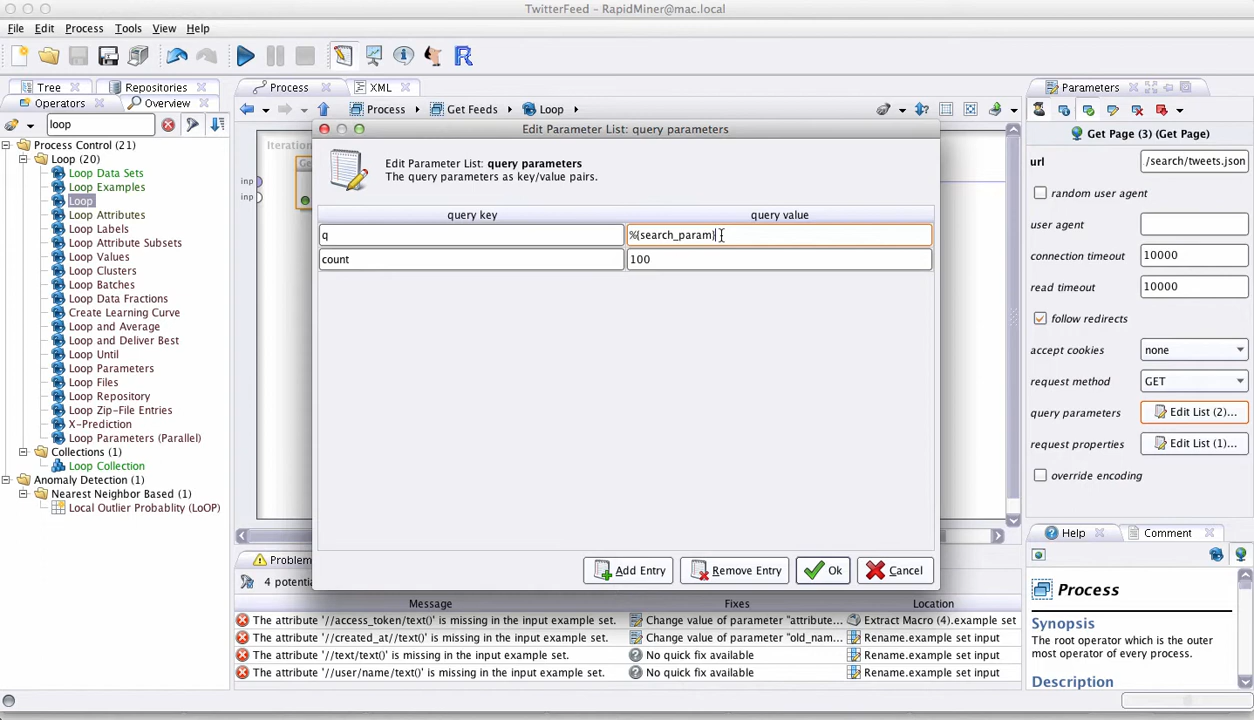 TwitterFeed – RapidMiner@mac.local
File Edit Process Tools View Help
Tree Repositories
Operators Overview
loop
Process Control (21)
Loop (20)
Loop Data Sets
Loop Examples
Loop
Loop Attributes
Loop Labels
Loop Attribute Subsets
Loop Values
Loop Clusters
Loop Batches
Loop Data Fractions
Create Learning Curve
Loop and Average
Loop and Deliver Best
Loop Until
Loop Parameters
Loop Files
Loop Repository
Loop Zip-File Entries
X-Prediction
Loop Parameters (Parallel)
Collections (1)
Loop Collection
Anomaly Detection (1)
Nearest Neighbor Based (1)
Local Outlier Probablity (LoOP)
Process XML
Process Get Feeds Loop
Iteration
inp
inp
Edit Parameter List: query parameters
Edit Parameter List: query parameters
The query parameters as key/value pairs.
query key query value
q %{search_param}
count 100
Add Entry Remove Entry Ok Cancel
Problem
4 potentia
Message Fixes Location
The attribute '//access_token/text()' is missing in the input example set. Change value of parameter "attribute... Extract Macro (4).example set
The attribute '//created_at//text()' is missing in the input example set. Change value of parameter "old_nam... Rename.example set input
The attribute '//text/text()' is missing in the input example set. No quick fix available Rename.example set input
The attribute '//user/name/text()' is missing in the input example set. No quick fix available Rename.example set input
Parameters
Get Page (3) (Get Page)
url /search/tweets.json
random user agent
user agent
connection timeout 10000
read timeout 10000
follow redirects
accept cookies none
request method GET
query parameters Edit List (2)...
request properties Edit List (1)...
override encoding
Help Comment
Process
Synopsis
The root operator which is the outer
most operator of every process.
Description